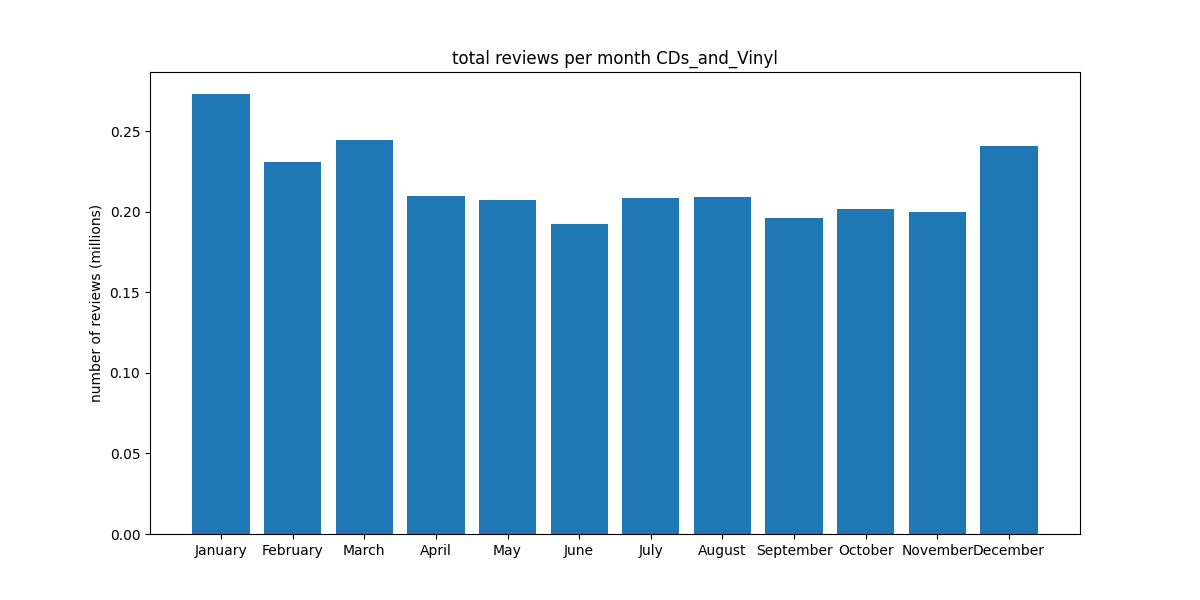 total reviews per month CDs_and_Vinyl
number of reviews (millions)
0.25
0.20
0.15
0.10
0.05
0.00
January February March April May June July August September October November December